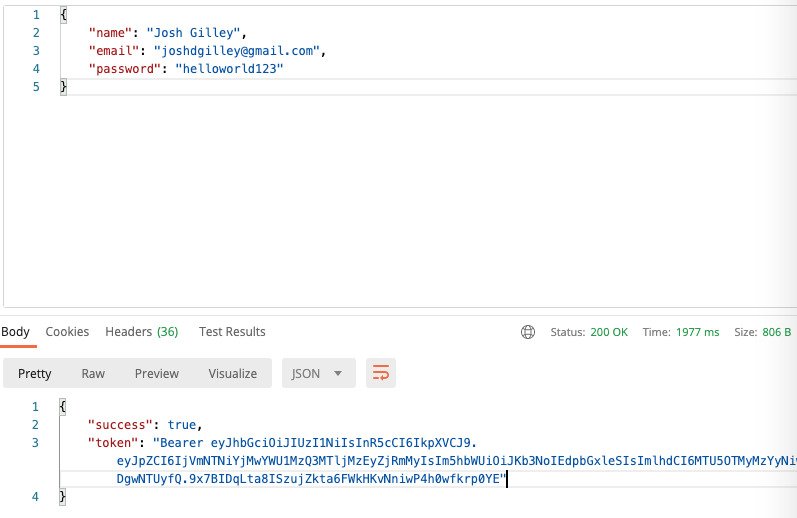 1 {
2 "name": "Josh Gilley",
3 "email": "joshdgilley@gmail.com",
4 "password": "helloworld123"
5 }
Body Cookies Headers (36) Test Results Status: 200 OK Time: 1977 ms Size: 806 B
Pretty Raw Preview Visualize JSON
1 {
2 "success": true,
3 "token": "Bearer eyJhbGciOiJIUzI1NiIsInR5cCI6IkpXVCJ9.
eyJpZCI6IjVmNTNiYjMwYWU1MzQ3MTljMzEyZjRmMyIsIm5hbWUiOiJKb3NoIEdpbGxleSIsImlhdCI6MTU5OTMyMzYyNiw
DgwNTUyfQ.9x7BIDqLta8ISzujZkta6FWkHKvNniwP4h0wfkrp0YE"
4 }